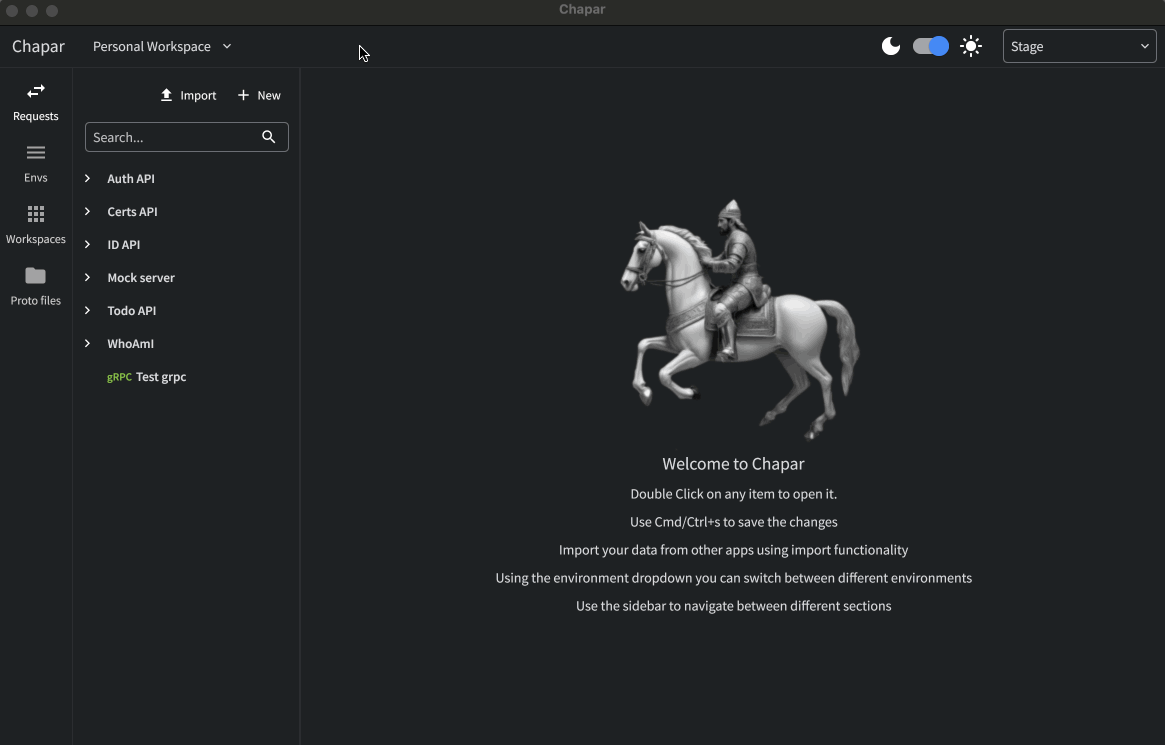 Chapar
Chapar
Personal Workspace
Stage
Requests
Envs
Workspaces
Proto files
Import
New
Search...
Auth API
Certs API
ID API
Mock server
Todo API
WhoAmI
gRPC Test grpc
Welcome to Chapar
Double Click on any item to open it.
Use Cmd/Ctrl+s to save the changes
Import your data from other apps using import functionality
Using the environment dropdown you can switch between different environments
Use the sidebar to navigate between different sections